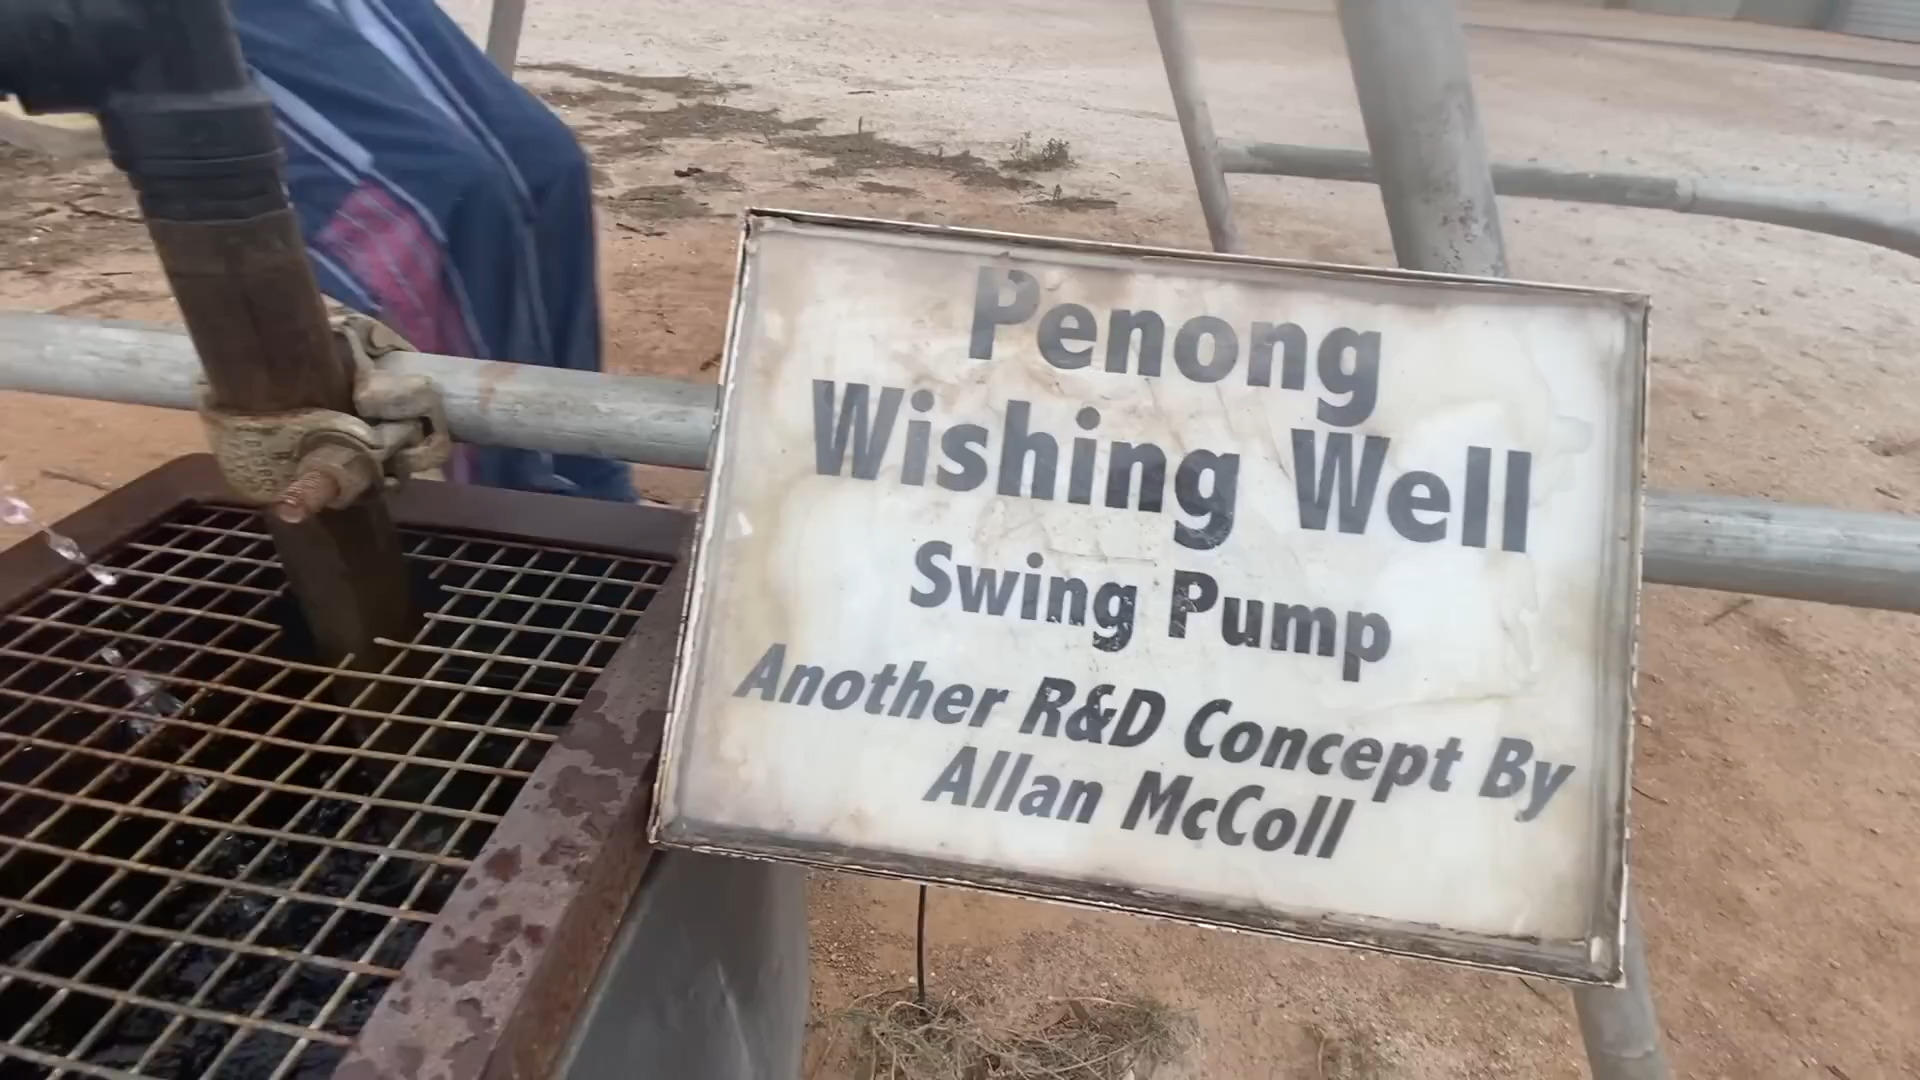 Penong
Wishing Well
Swing Pump
Another R&D Concept By
Allan McColl